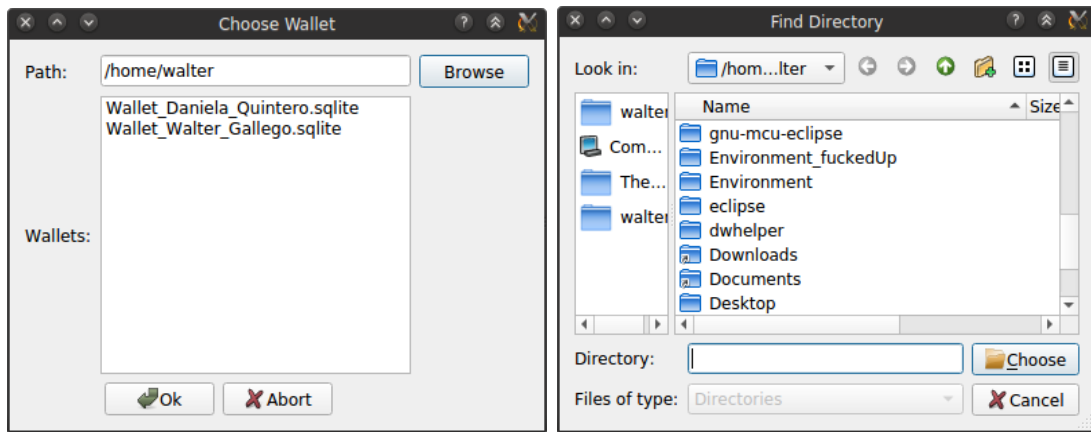 Choose Wallet
Path: /home/walter Browse
Wallet_Daniela_Quintero.sqlite
Wallet_Walter_Gallego.sqlite
Wallets:
Ok Abort
Find Directory
Look in: /hom...lter
walter
Com...
The...
walter
Name Size
gnu-mcu-eclipse
Environment_fuckedUp
Environment
eclipse
dwhelper
Downloads
Documents
Desktop
Directory: Choose
Files of type: Directories Cancel